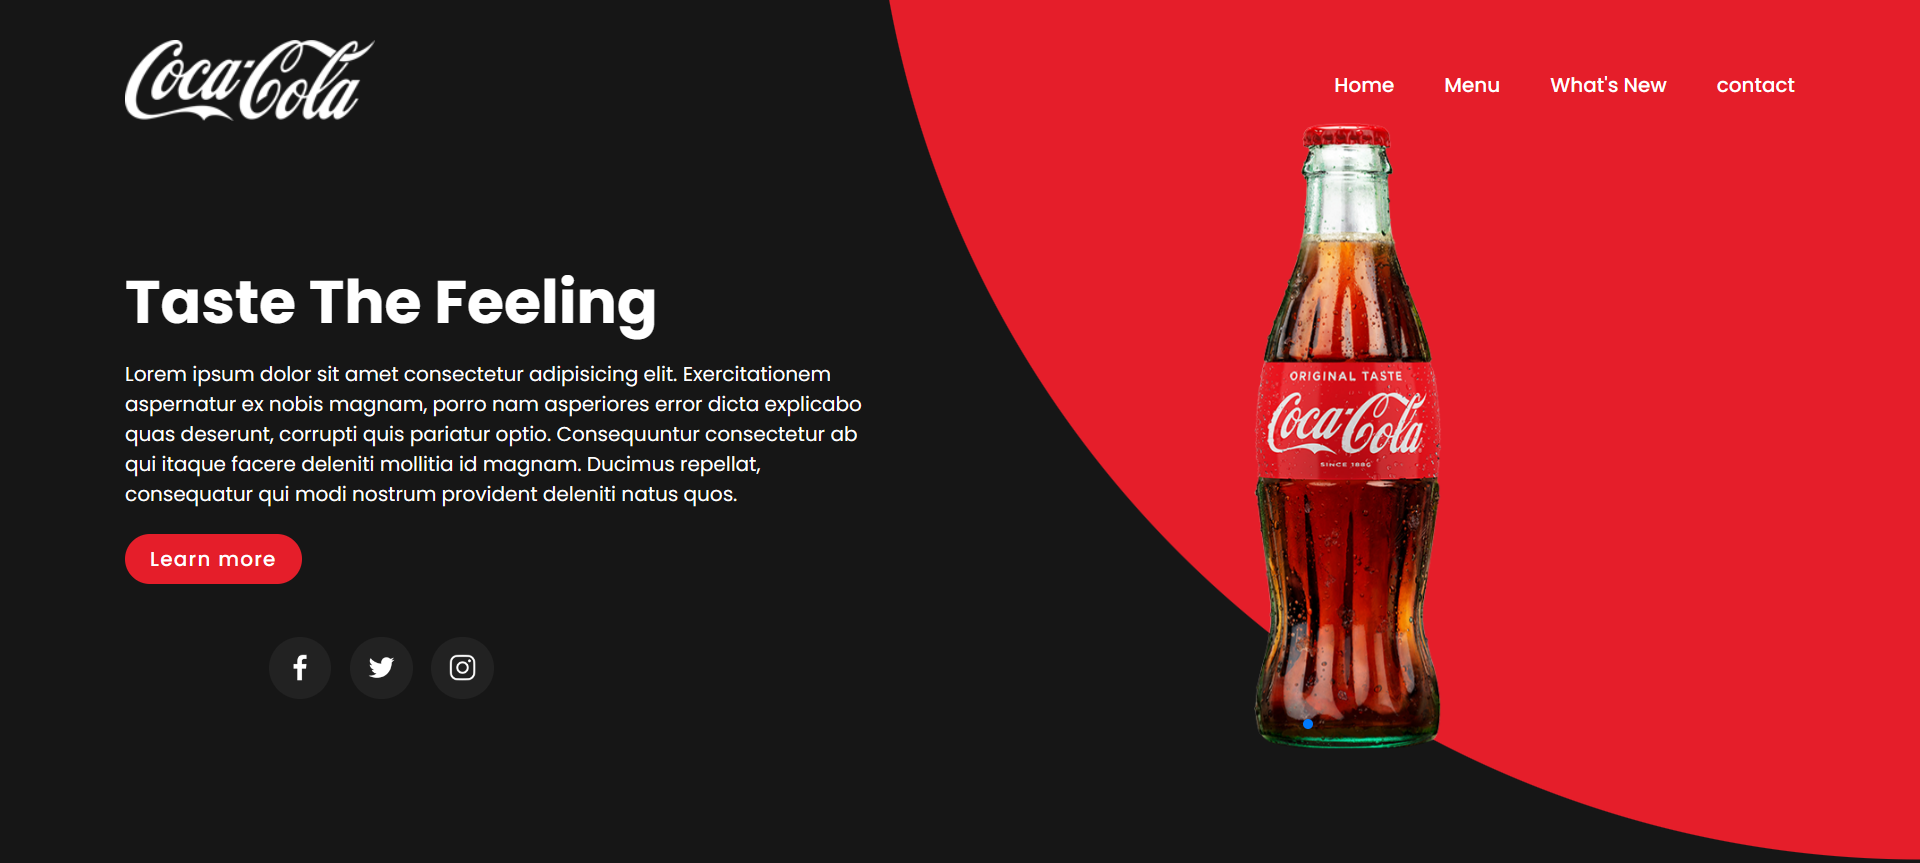 Coca-Cola
Home
Menu
What's New
contact
Taste The Feeling
Lorem ipsum dolor sit amet consectetur adipisicing elit. Exercitationem
aspernatur ex nobis magnam, porro nam asperiores error dicta explicabo
quas deserunt, corrupti quis pariatur optio. Consequuntur consectetur ab
qui itaque facere deleniti mollitia id magnam. Ducimus repellat,
consequatur qui modi nostrum provident deleniti natus quos.
Learn more
ORIGINAL TASTE
Coca-Cola
SINCE 1886